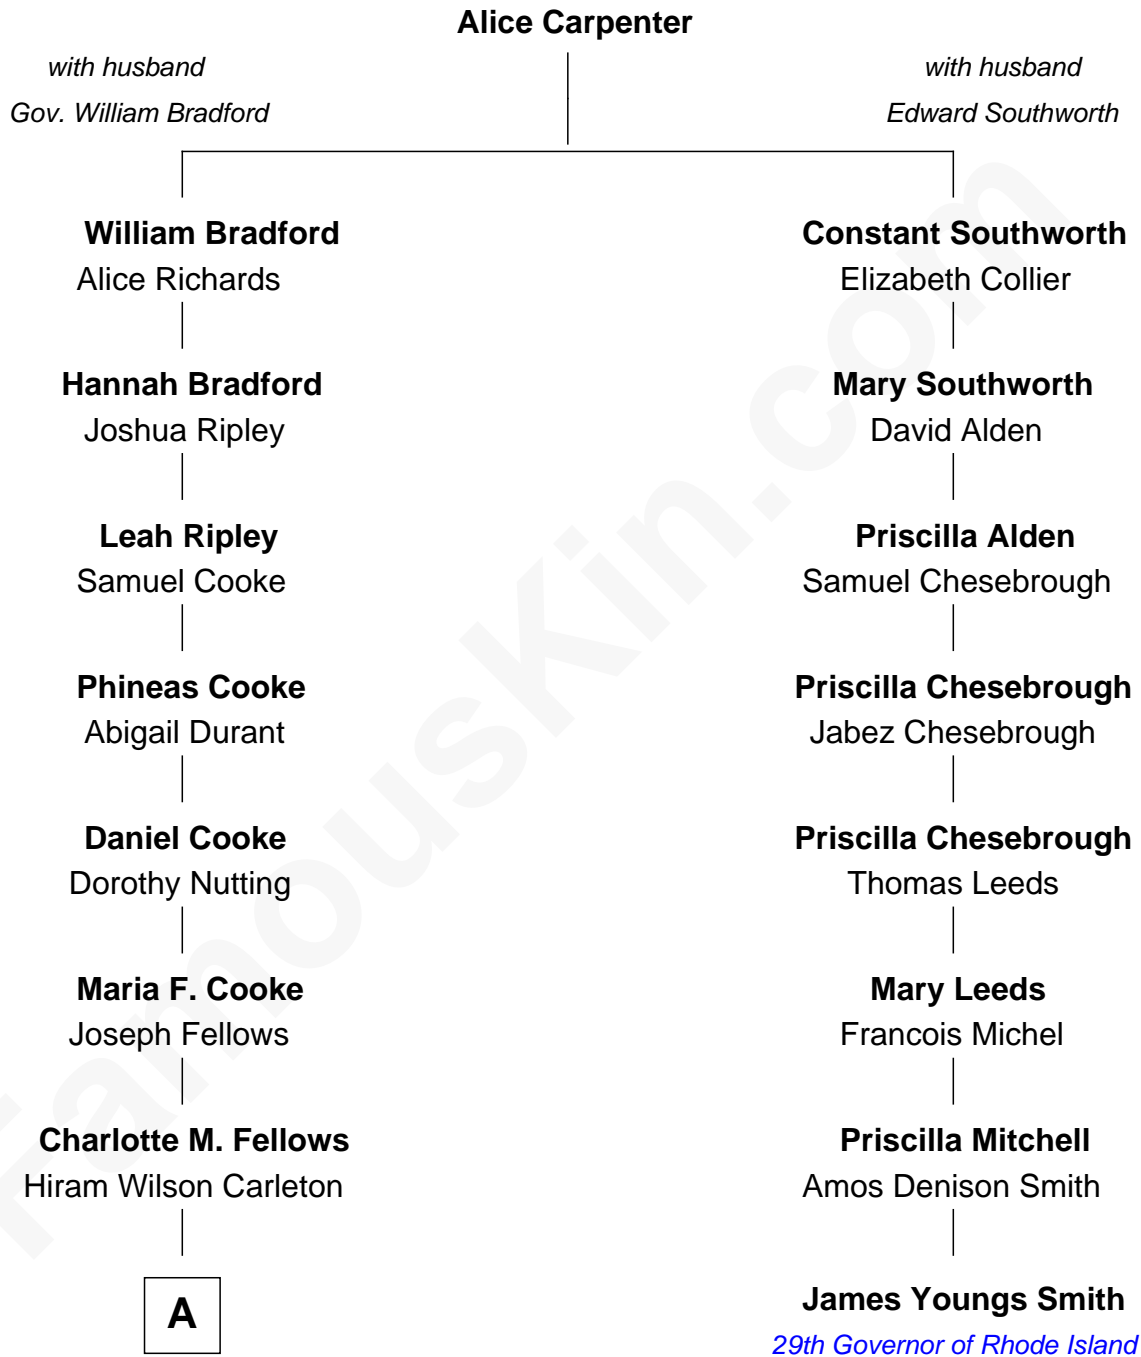 Alice Carpenter
with husband
Gov. William Bradford
with husband
Edward Southworth
William Bradford
Alice Richards
Hannah Bradford
Joshua Ripley
Leah Ripley
Samuel Cooke
Phineas Cooke
Abigail Durant
Daniel Cooke
Dorothy Nutting
Maria F. Cooke
Joseph Fellows
Charlotte M. Fellows
Hiram Wilson Carleton
A
Constant Southworth
Elizabeth Collier
Mary Southworth
David Alden
Priscilla Alden
Samuel Chesebrough
Priscilla Chesebrough
Jabez Chesebrough
Priscilla Chesebrough
Thomas Leeds
Mary Leeds
Francois Michel
Priscilla Mitchell
Amos Denison Smith
James Youngs Smith
29th Governor of Rhode Island
FamousKin.com